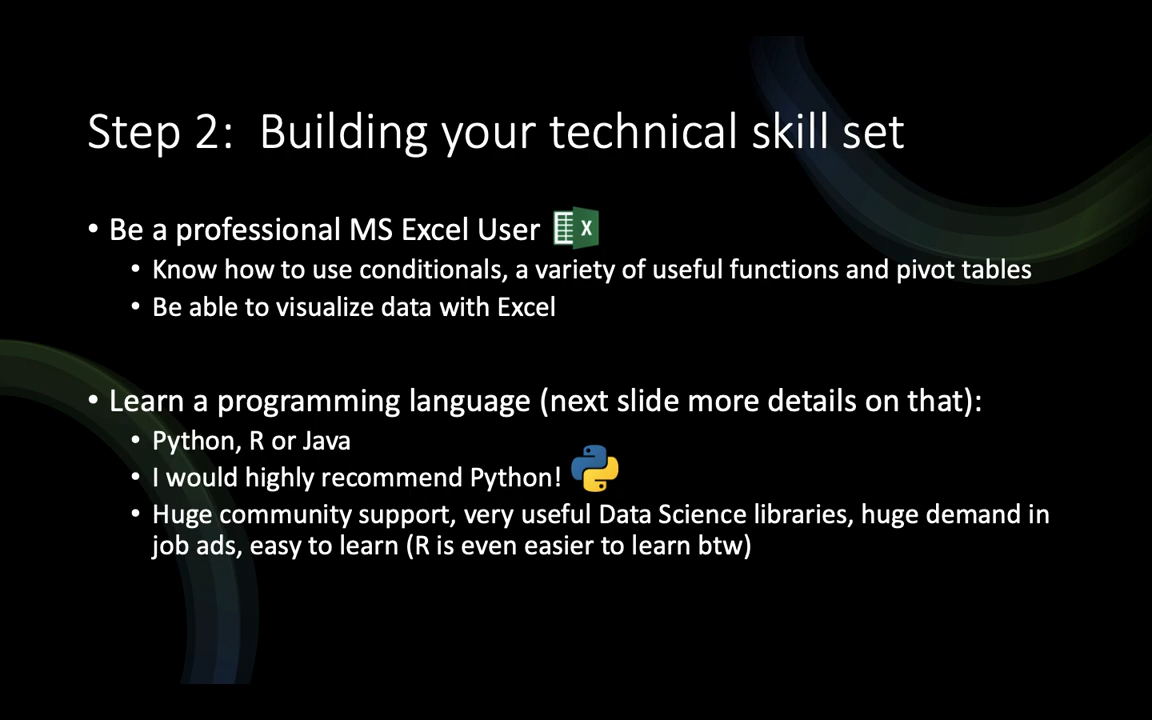 Step 2:  Building your technical skill set
• Be a professional MS Excel User
• Know how to use conditionals, a variety of useful functions and pivot tables
• Be able to visualize data with Excel
• Learn a programming language (next slide more details on that):
• Python, R or Java
• I would highly recommend Python!
• Huge community support, very useful Data Science libraries, huge demand in
job ads, easy to learn (R is even easier to learn btw)